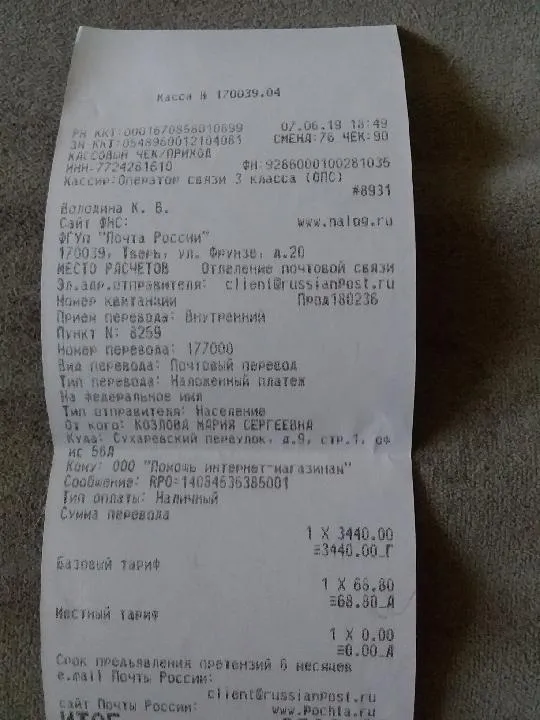 Касса № 170039.04
РН ККТ:0001670858010899 07.06.19 18:49
ЗН ККТ:0548960012104081 СМЕНА:76 ЧЕК:90
КАССОВЫЙ ЧЕК/ПРИХОД
ИНН:7724261610 ФН:9286000100281035
Кассир:Оператор связи 3 класса (ОПС)
#8931
Володина К. В.
Сайт ФНС: www.nalog.ru
ФГУП "Почта России"
170039, Тверь, ул. Фрунзе, д.20
МЕСТО РАСЧЕТОВ Отделение почтовой связи
Эл.адр.отправителя: client@russianpost.ru
Номер квитанции Прод180236
Прием перевода: Внутренний
Пункт N: 8259
Номер перевода: 177000
Вид перевода: Почтовый перевод
Тип перевода: Наложенный платеж
На федеральное имя
Тип отправителя: Население
От кого: КОЗЛОВА МАРИЯ СЕРГЕЕВНА
Куда: Сухаревский переулок, д.9, стр.1, оф
ис 56А
Кому: ООО "Помощь интернет-магазинам"
Сообщение: RPO=14084636385001
Тип оплаты: Наличный
Сумма перевода
1 X 3440.00
≡3440.00_Г
Базовый тариф
1 X 68.80
≡68.80_А
Местный тариф
1 X 0.00
≡0.00_А
Срок предъявления претензий 6 месяцев
e.mail Почты России:
client@russianpost.ru
сайт Почты России: www.Pochta.ru
ИТОГ